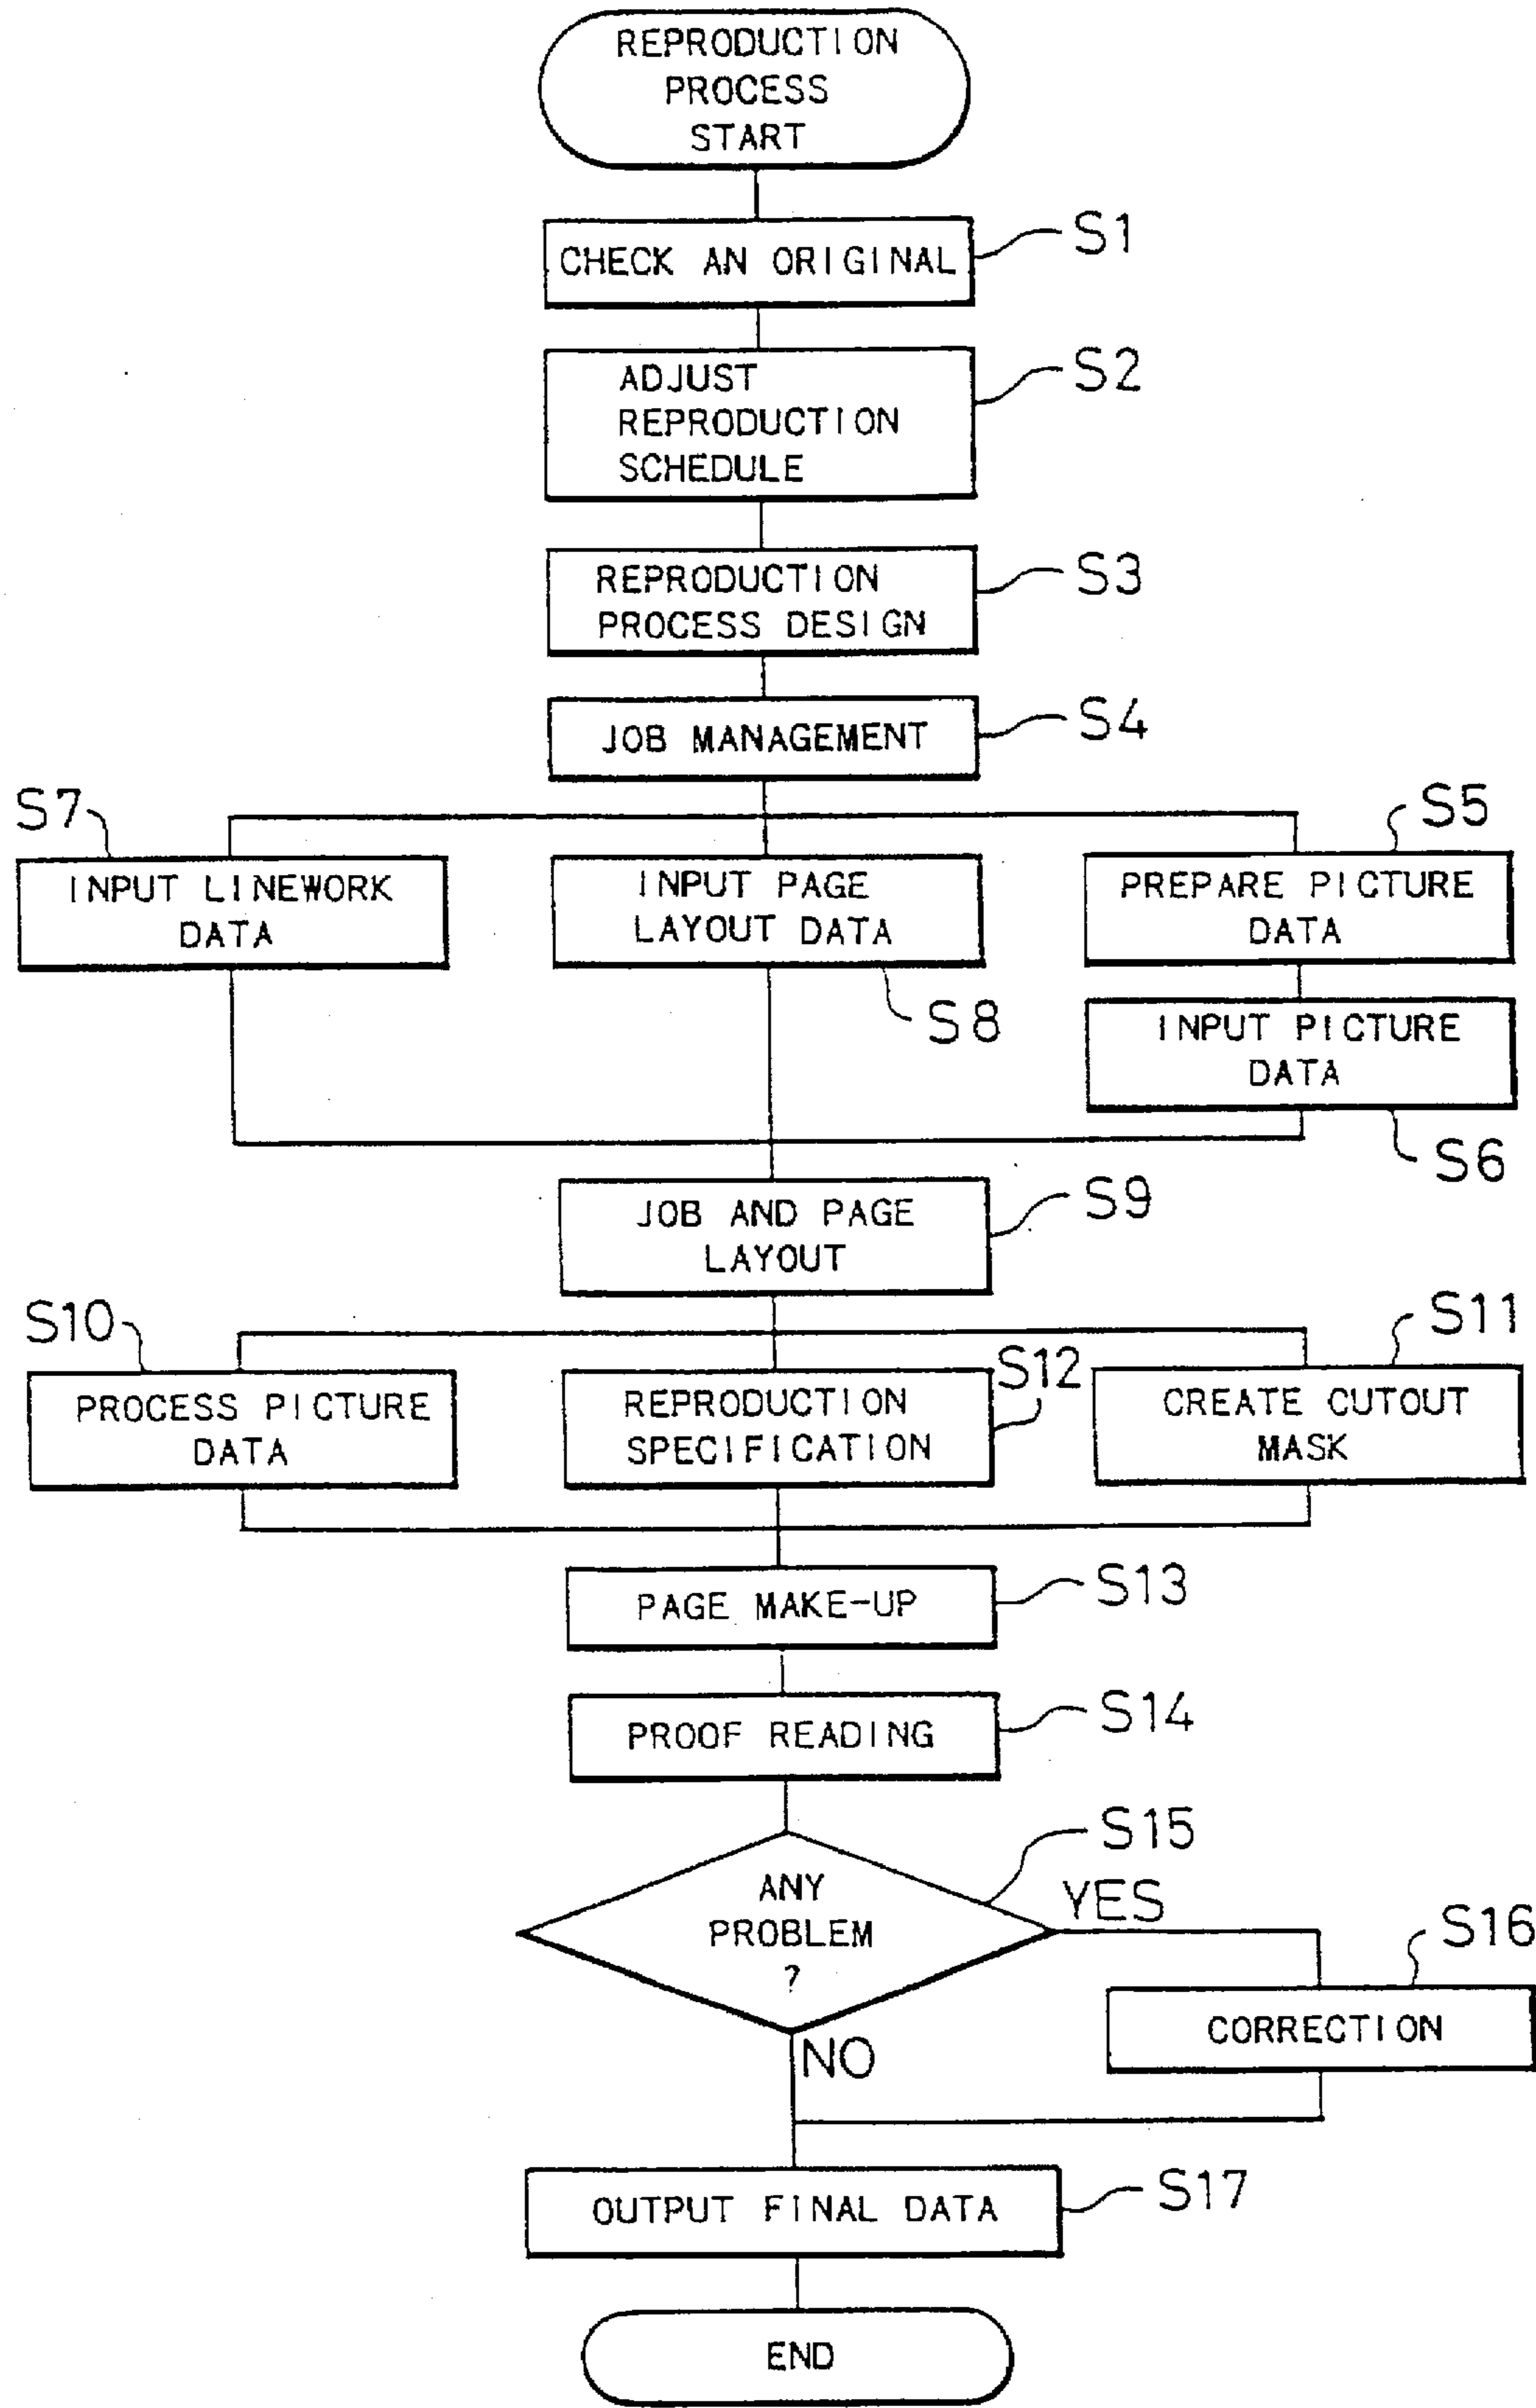 REPRODUCTION
PROCESS
START
S1
CHECK AN ORIGINAL
S2
ADJUST
REPRODUCTION
SCHEDULE
S3
REPRODUCTION
PROCESS DESIGN
S4
JOB MANAGEMENT
S7
INPUT LINEWORK
DATA
INPUT PAGE
LAYOUT DATA
S8
S5
PREPARE PICTURE
DATA
INPUT PICTURE
DATA
S6
S9
JOB AND PAGE
LAYOUT
S10
PROCESS PICTURE
DATA
S12
REPRODUCTION
SPECIFICATION
S11
CREATE CUTOUT
MASK
S13
PAGE MAKE-UP
S14
PROOF READING
S15
ANY
PROBLEM
?
YES
NO
S16
CORRECTION
S17
OUTPUT FINAL DATA
END